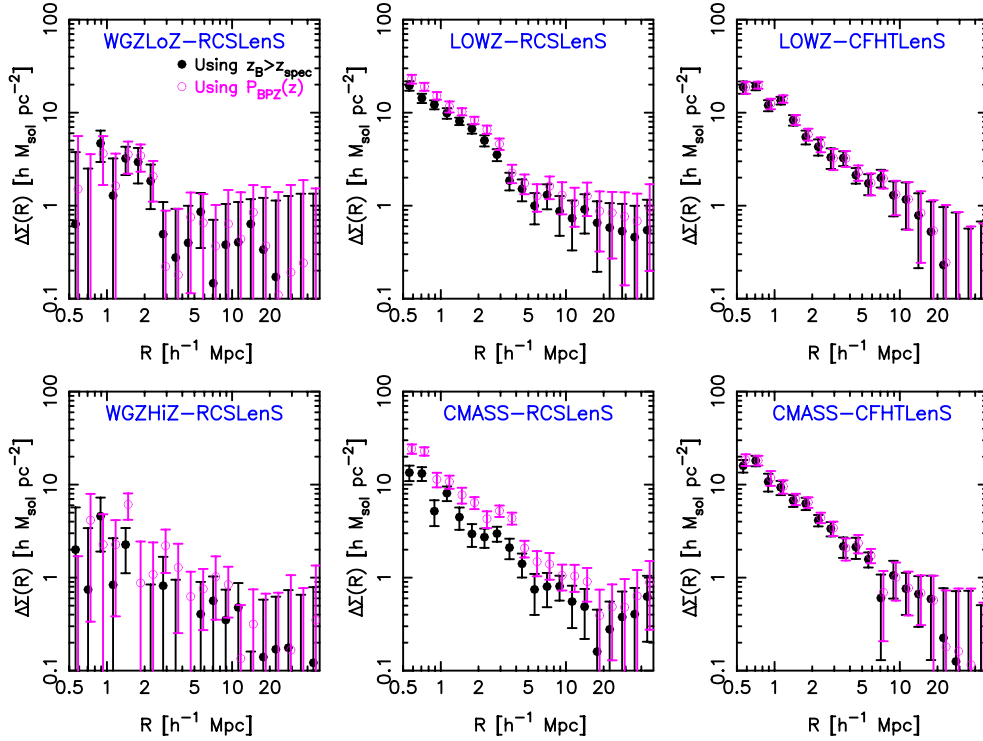 WGZLoZ-RCSLenS
Using z_B>z_spec
Using P_BPZ(z)
ΔΣ(R) [h M_sol pc⁻²]
0.1 1 10 100
0.5 1 2 5 10 20
R [h⁻¹ Mpc]
LOWZ-RCSLenS
ΔΣ(R) [h M_sol pc⁻²]
0.1 1 10 100
0.5 1 2 5 10 20
R [h⁻¹ Mpc]
LOWZ-CFHTLenS
ΔΣ(R) [h M_sol pc⁻²]
0.1 1 10 100
0.5 1 2 5 10 20
R [h⁻¹ Mpc]
WGZHiZ-RCSLenS
ΔΣ(R) [h M_sol pc⁻²]
0.1 1 10 100
0.5 1 2 5 10 20
R [h⁻¹ Mpc]
CMASS-RCSLenS
ΔΣ(R) [h M_sol pc⁻²]
0.1 1 10 100
0.5 1 2 5 10 20
R [h⁻¹ Mpc]
CMASS-CFHTLenS
ΔΣ(R) [h M_sol pc⁻²]
0.1 1 10 100
0.5 1 2 5 10 20
R [h⁻¹ Mpc]